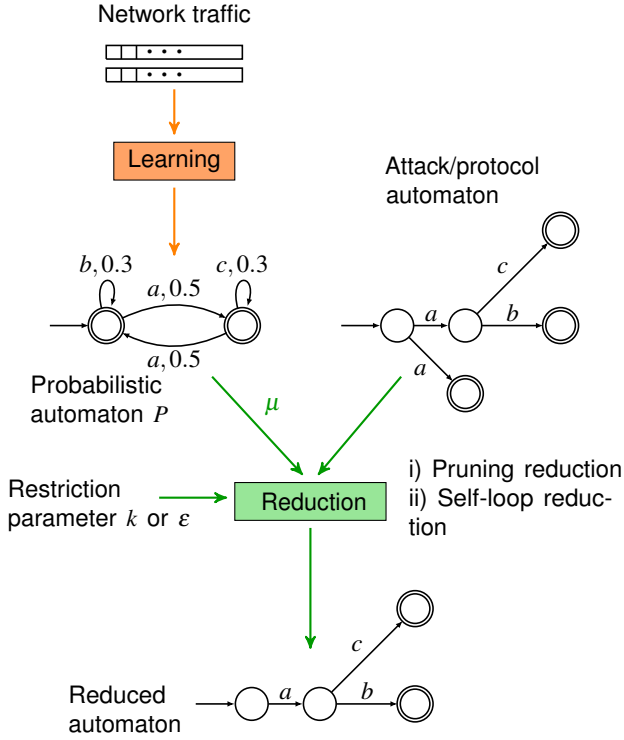 Network traffic
Learning
Attack/protocol
automaton
b, 0.3
c, 0.3
a, 0.5
a, 0.5
c
a
b
a
Probabilistic
automaton P
μ
Restriction
parameter k or ε
Reduction
i) Pruning reduction
ii) Self-loop reduc-
tion
c
a
b
Reduced
automaton